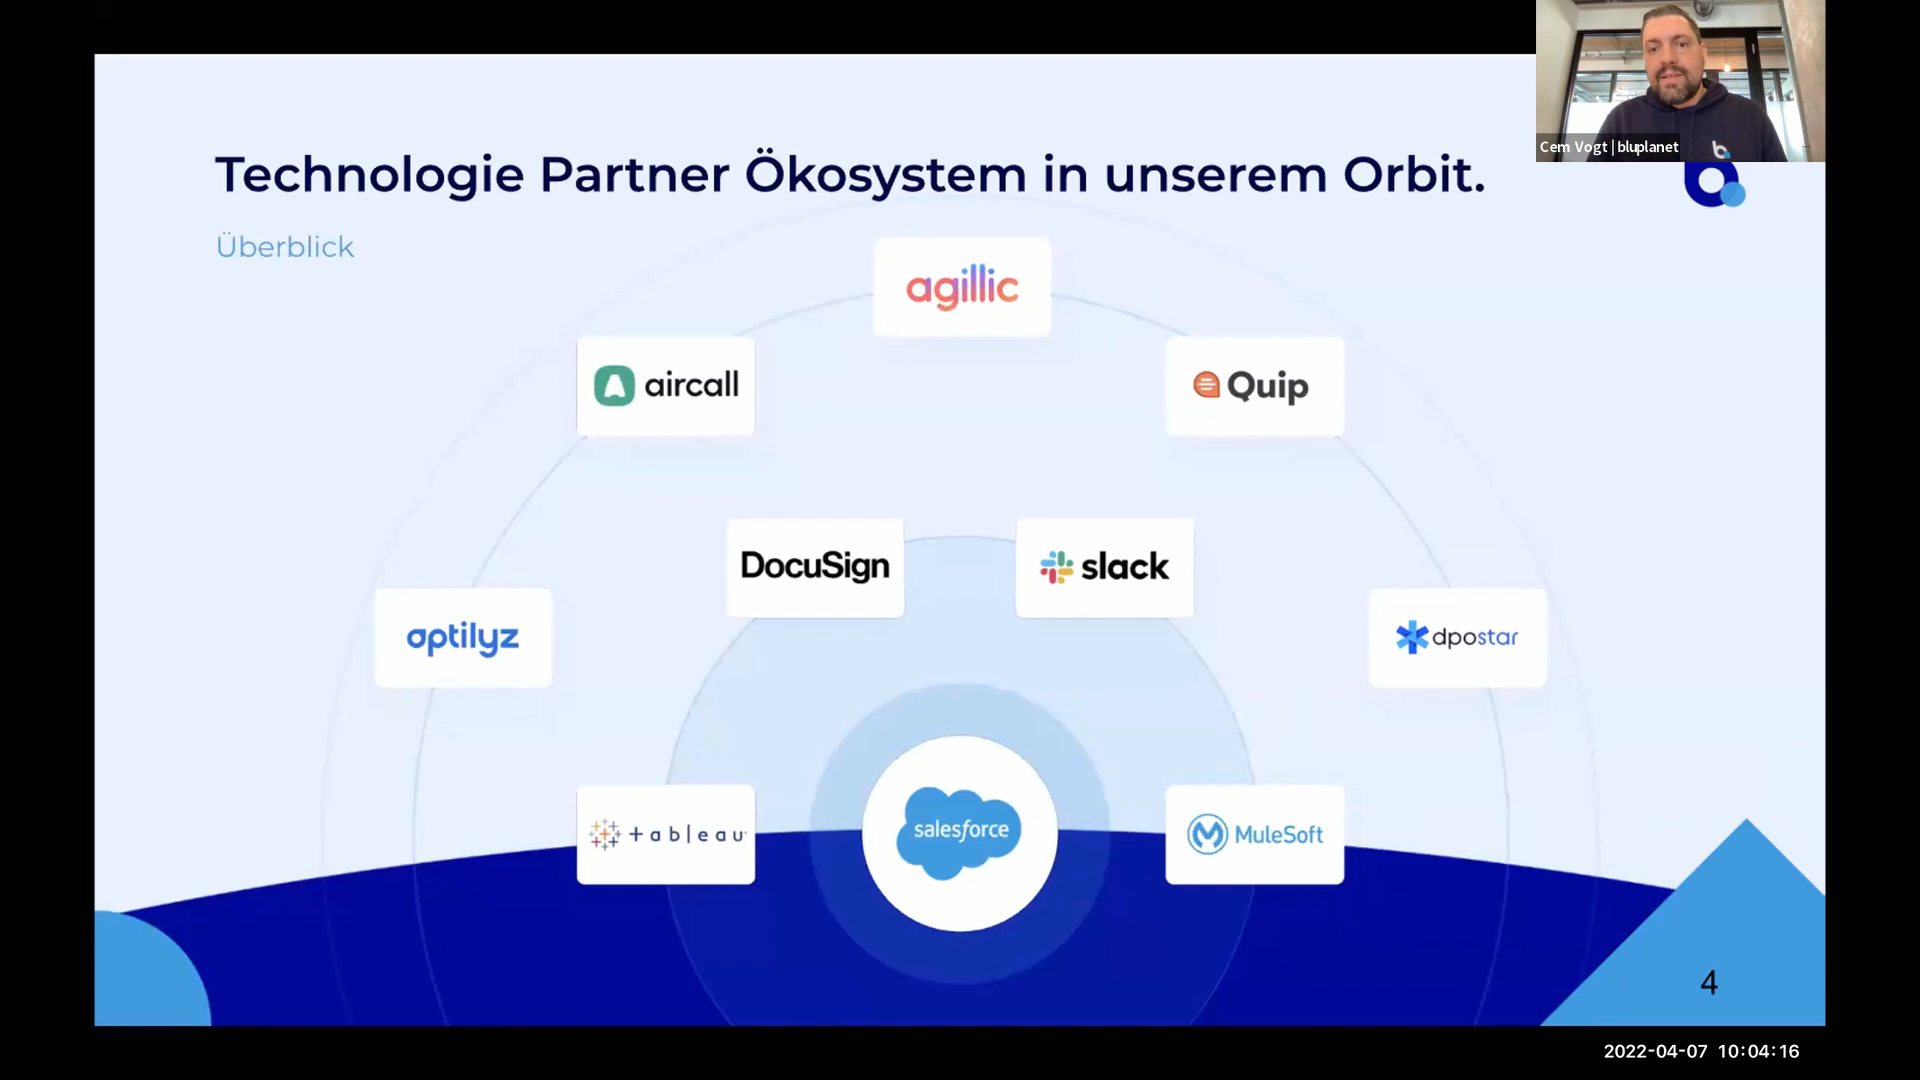 Technologie Partner Ökosystem in unserem Orbit.
Cem Vogt | bluplanet
Überblick
agillic
aircall
Quip
DocuSign
slack
optilyz
dpostar
+ableau
salesforce
MuleSoft
4
2022-04-07 10:04:16